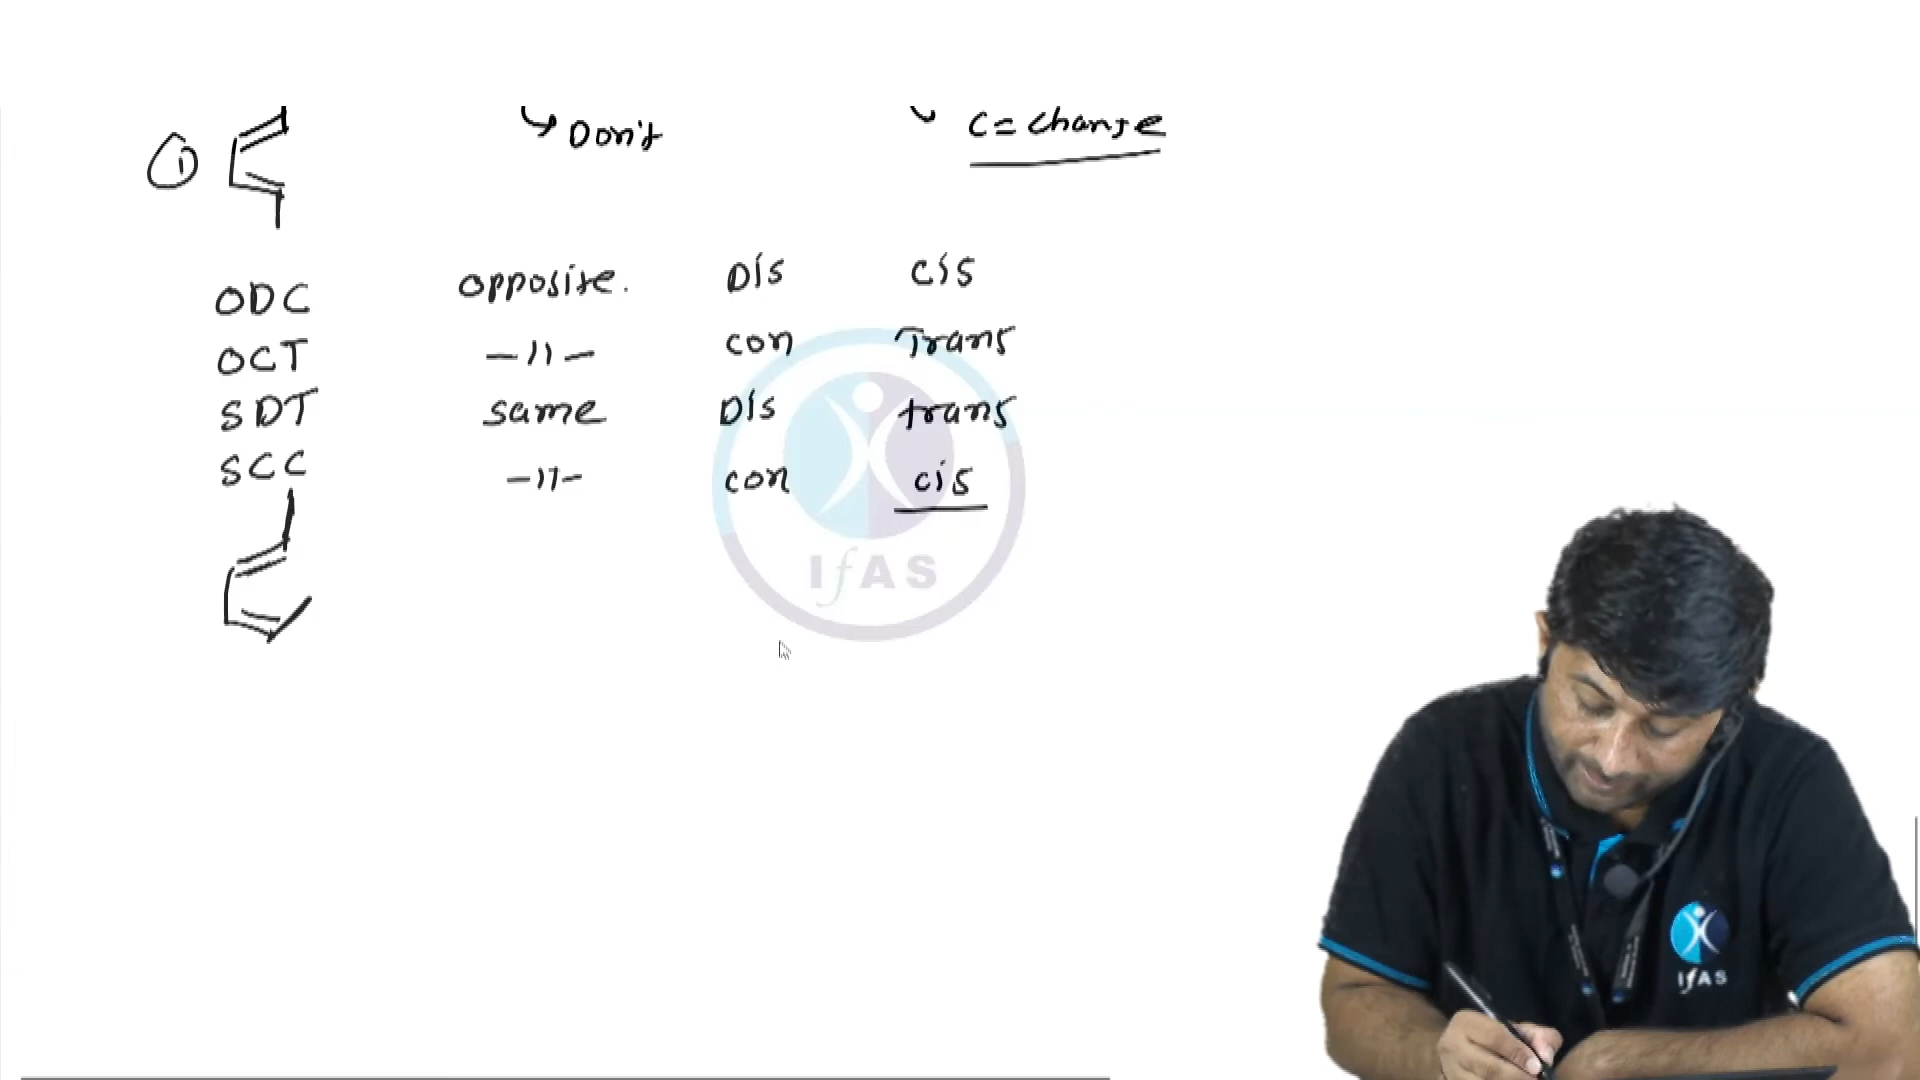 ① ↳ Don't C = change
ODC opposite. Dis cis
OCT -11- con Trans
SDT same Dis trans
SCC -11- con cis
IfAS
IfAS